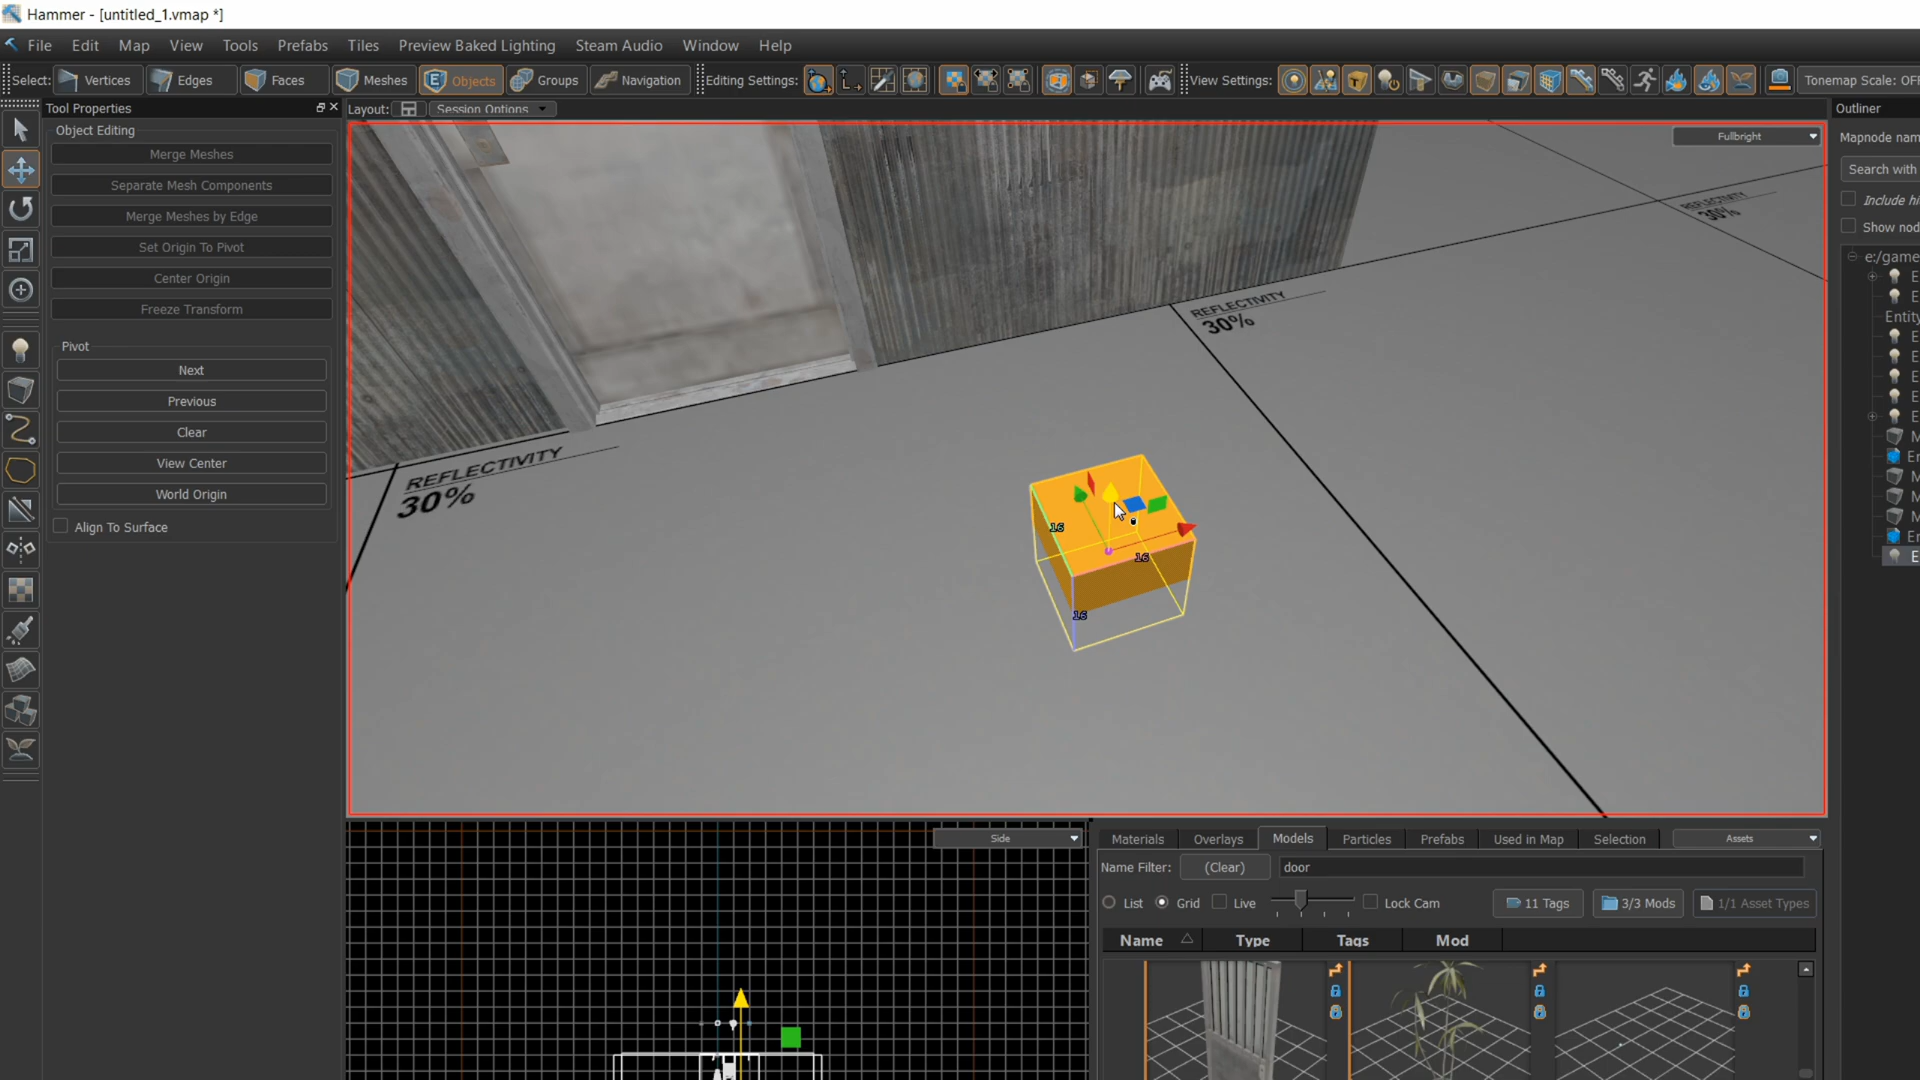 Hammer - [untitled_1.vmap *]
File Edit Map View Tools Prefabs Tiles Preview Baked Lighting Steam Audio Window Help
Select: Vertices Edges Faces Meshes Objects Groups Navigation Editing Settings: View Settings: Tonemap Scale: OFF
Tool Properties
Layout: Session Options
Outliner
Object Editing
Fullbright
Mapnode nam
Merge Meshes
Search with
Separate Mesh Components
Include hi
Merge Meshes by Edge
Show nod
Set Origin To Pivot
e:/game
Center Origin
E
Freeze Transform
E
Entity
Pivot
E
Next
E
Previous
E
Clear
E
View Center
E
World Origin
M
Align To Surface
En
M
M
M
En
E
REFLECTIVITY
30%
REFLECTIVITY
30%
REFLECTIVITY
30%
16
16
16
Side
Materials Overlays Models Particles Prefabs Used in Map Selection Assets
Name Filter: (Clear) door
List Grid Live Lock Cam 11 Tags 3/3 Mods 1/1 Asset Types
Name Type Tags Mod